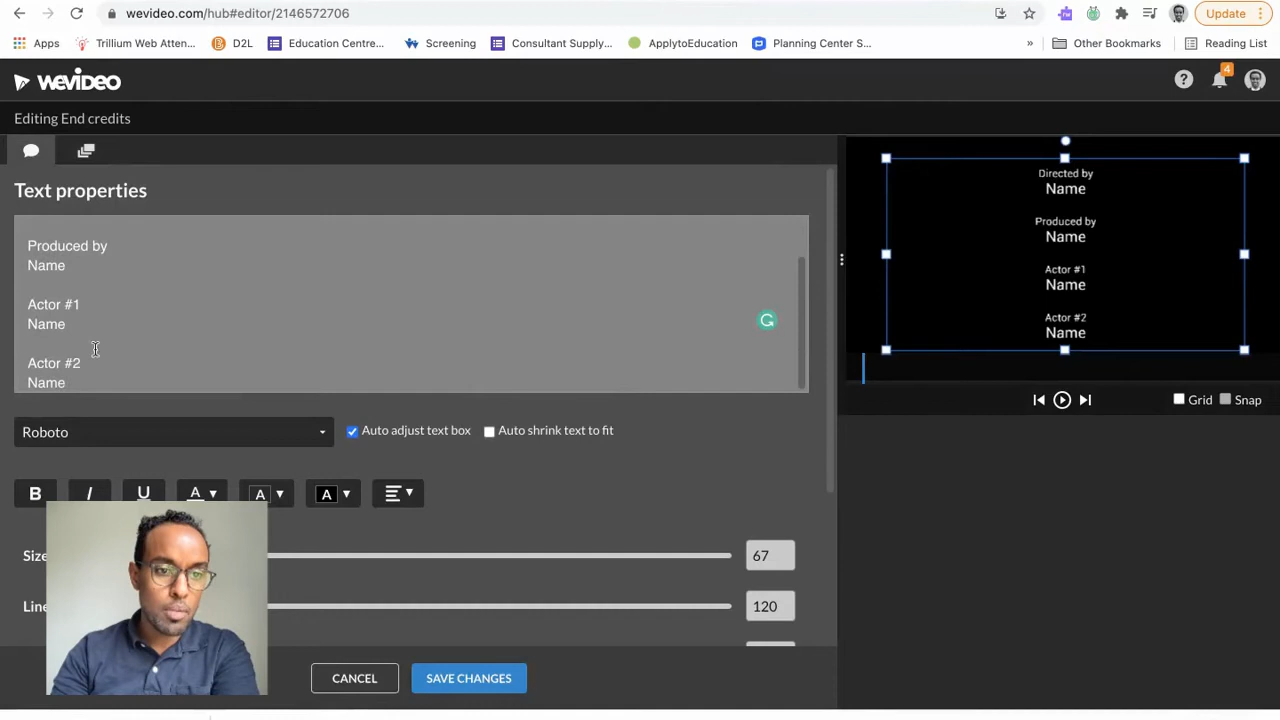 wevideo.com/hub#editor/2146572706
Update
Apps
Trillium Web Atten...
D2L
Education Centre...
Screening
Consultant Supply...
ApplytoEducation
Planning Center S...
»
Other Bookmarks
Reading List
WEVIDEO
?
4
Editing End credits
Text properties
Produced by
Name
Actor #1
Name
Actor #2
Name
Directed by
Name
Produced by
Name
Actor #1
Name
Actor #2
Name
Grid
Snap
Roboto
Auto adjust text box
Auto shrink text to fit
B I U A A A
Size
67
Line
120
CANCEL
SAVE CHANGES